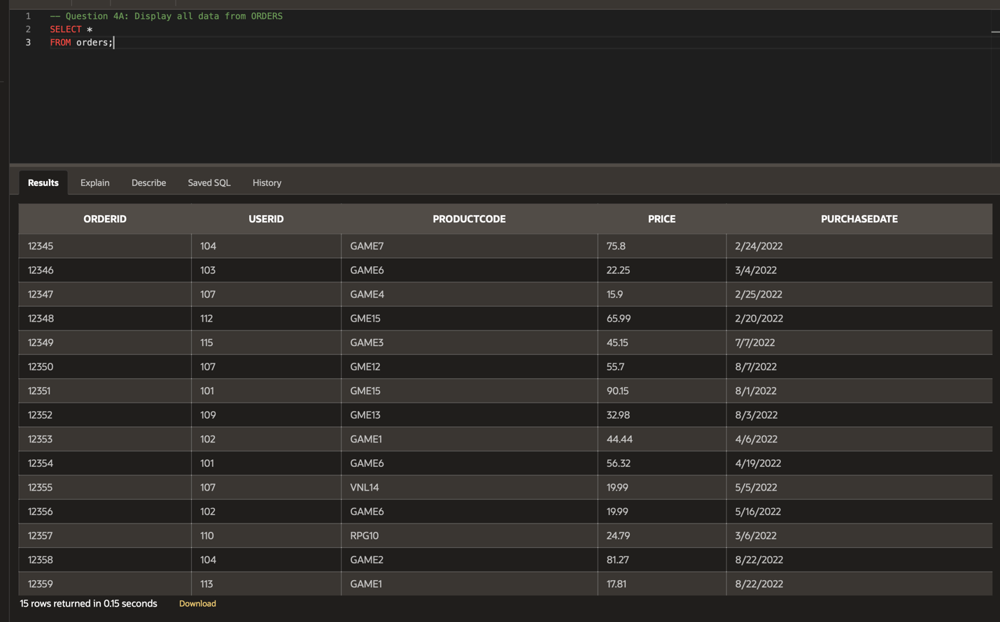 1 -- Question 4A: Display all data from ORDERS
2 SELECT *
3 FROM orders;
Results Explain Describe Saved SQL History
ORDERID USERID PRODUCTCODE PRICE PURCHASEDATE
12345 104 GAME7 75.8 2/24/2022
12346 103 GAME6 22.25 3/4/2022
12347 107 GAME4 15.9 2/25/2022
12348 112 GME15 65.99 2/20/2022
12349 115 GAME3 45.15 7/7/2022
12350 107 GME12 55.7 8/7/2022
12351 101 GME15 90.15 8/1/2022
12352 109 GME13 32.98 8/3/2022
12353 102 GAME1 44.44 4/6/2022
12354 101 GAME6 56.32 4/19/2022
12355 107 VNL14 19.99 5/5/2022
12356 102 GAME6 19.99 5/16/2022
12357 110 RPG10 24.79 3/6/2022
12358 104 GAME2 81.27 8/22/2022
12359 113 GAME1 17.81 8/22/2022
15 rows returned in 0.15 seconds Download